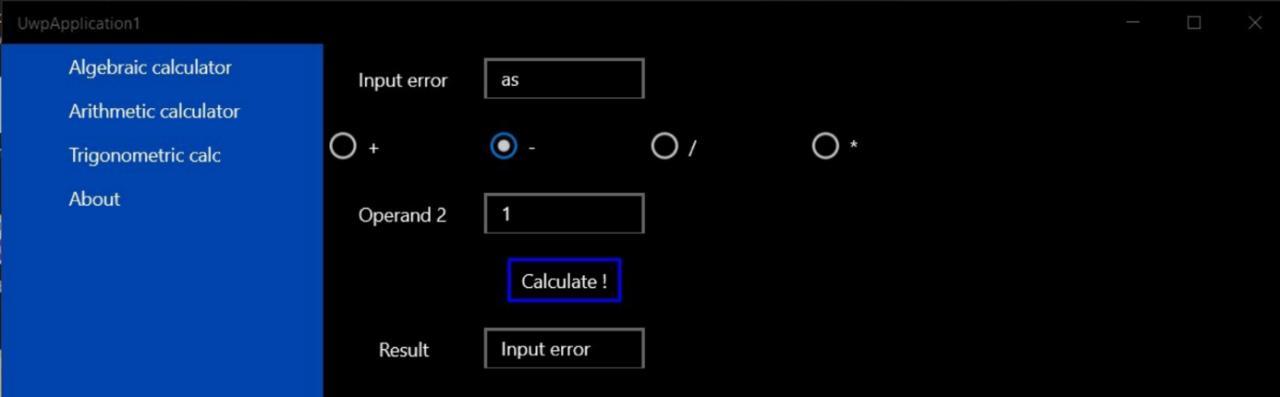 UwpApplication1
Algebraic calculator
Arithmetic calculator
Trigonometric calc
About
Input error as
+ - / *
Operand 2 1
Calculate !
Result Input error